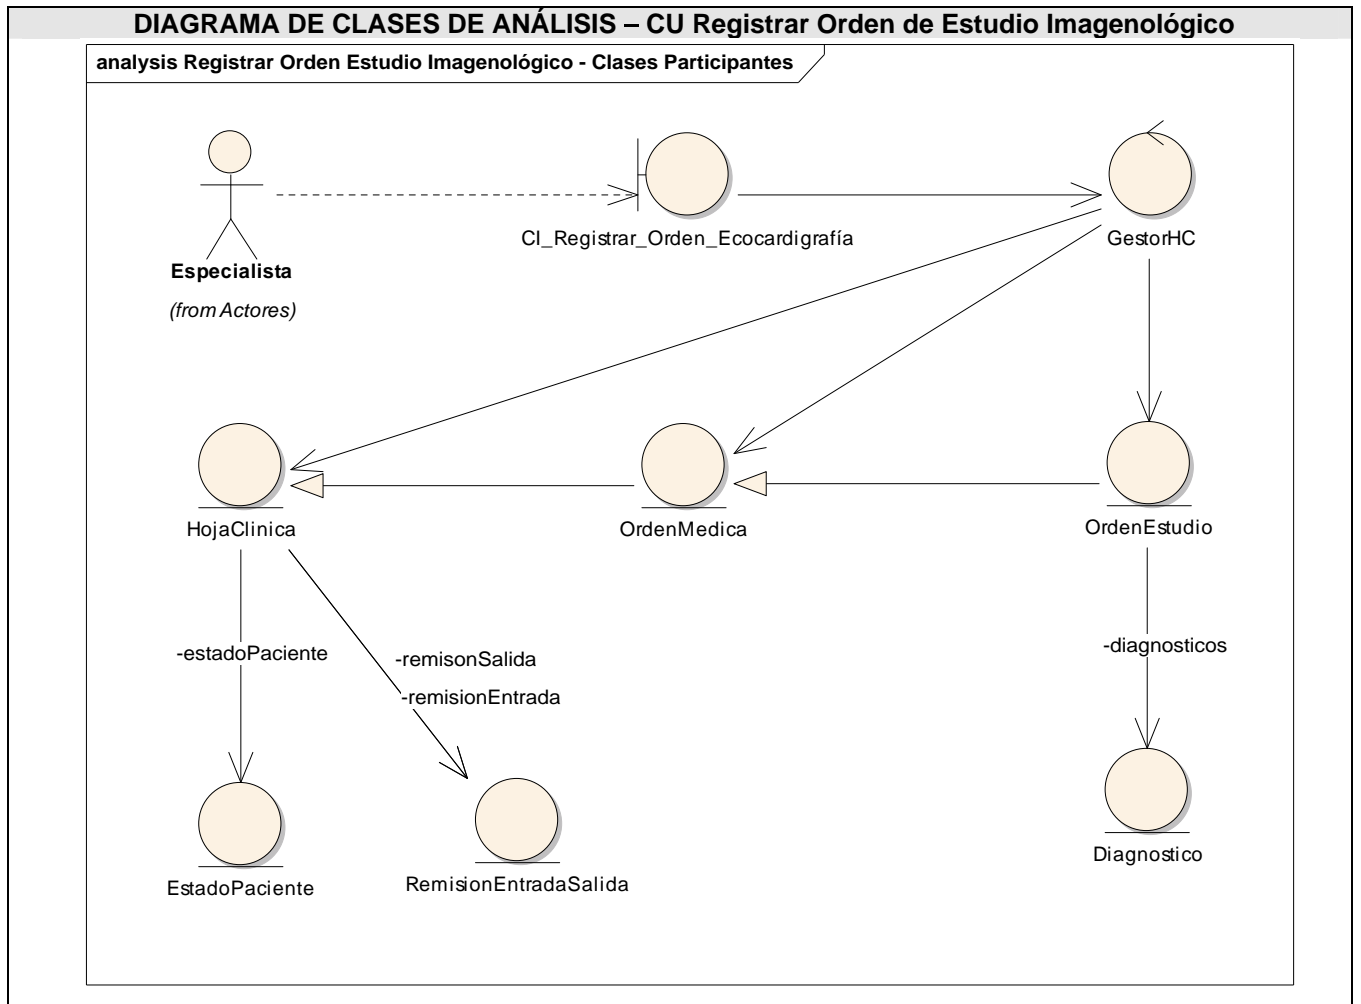 DIAGRAMA DE CLASES DE ANÁLISIS – CU Registrar Orden de Estudio Imagenológico
analysis Registrar Orden Estudio Imagenológico - Clases Participantes
CI_Registrar_Orden_Ecocardigrafía
GestorHC
Especialista
(from Actores)
HojaClinica
OrdenMedica
OrdenEstudio
-estadoPaciente
-remisonSalida
-remisionEntrada
-diagnosticos
EstadoPaciente
RemisionEntradaSalida
Diagnostico